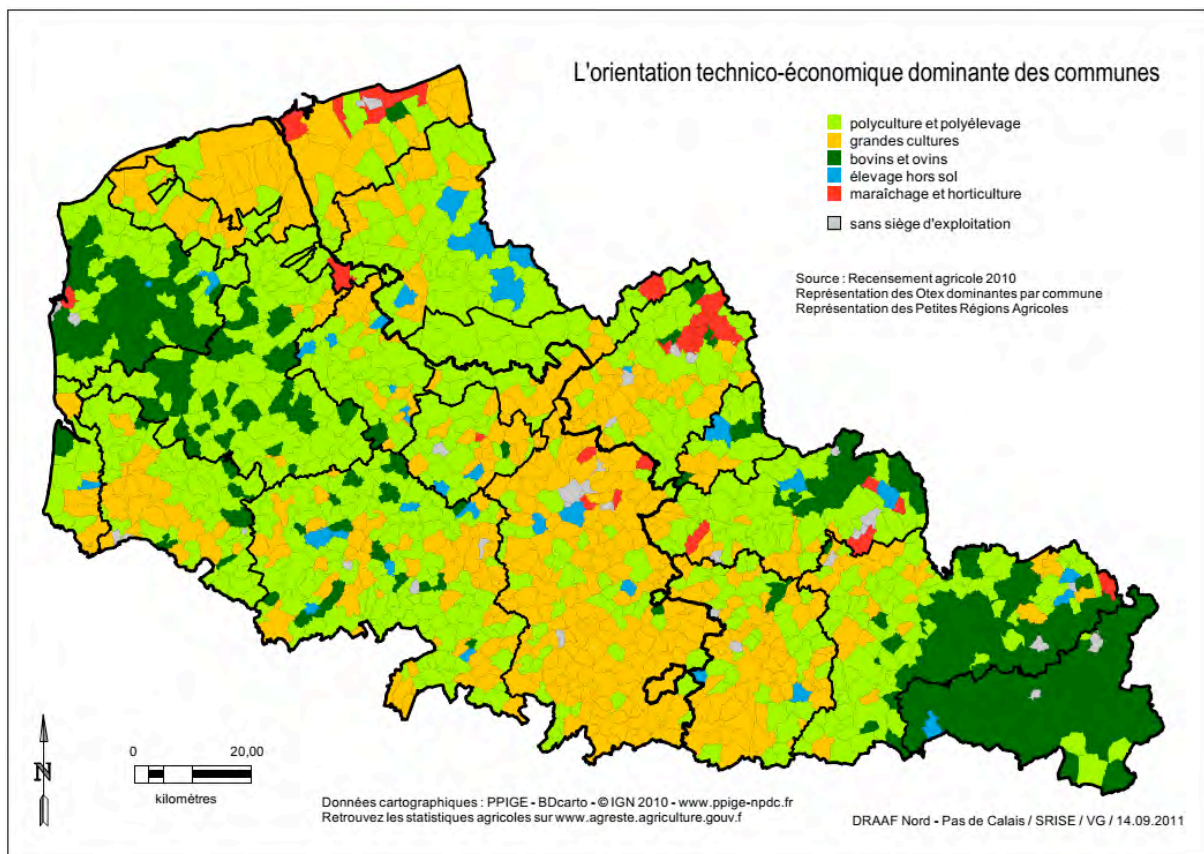 L'orientation technico-économique dominante des communes
polyculture et polyélevage
grandes cultures
bovins et ovins
élevage hors sol
maraîchage et horticulture
sans siège d'exploitation
Source : Recensement agricole 2010
Représentation des Otex dominantes par commune
Représentation des Petites Régions Agricoles
N
0 20,00
kilomètres
Données cartographiques : PPIGE - BDcarto - © IGN 2010 - www.ppige-npdc.fr
Retrouvez les statistiques agricoles sur www.agreste.agriculture.gouv.f
DRAAF Nord - Pas de Calais / SRISE / VG / 14.09.2011